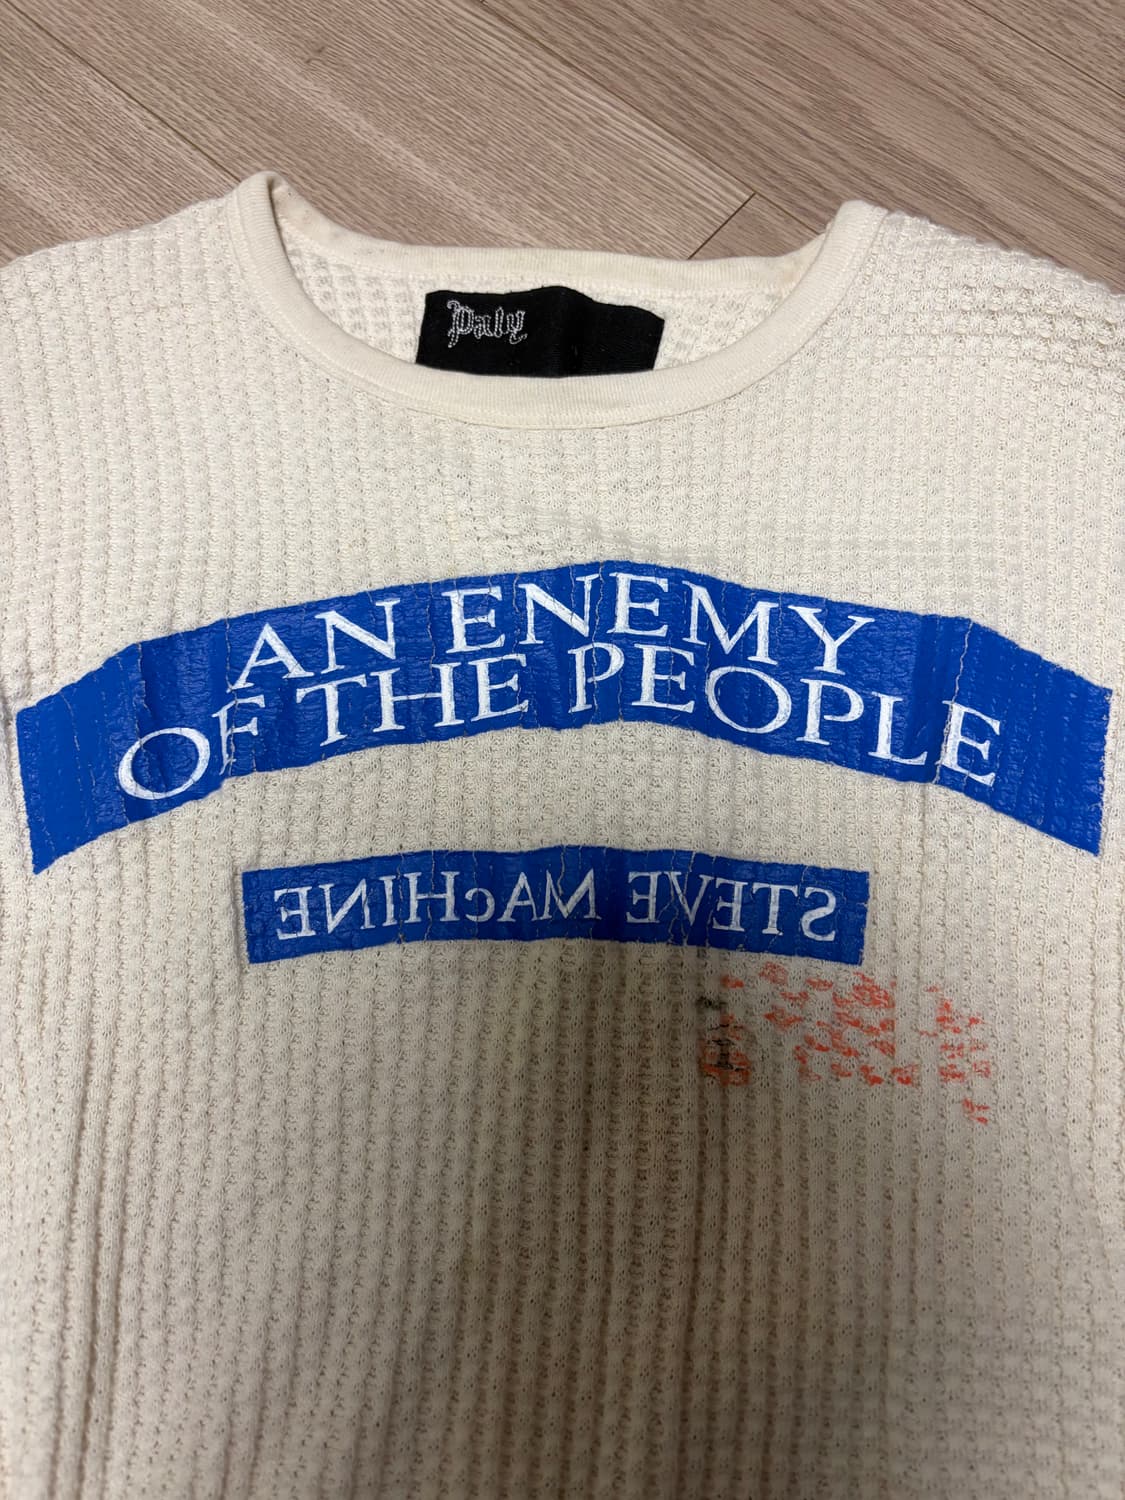 Paly
AN ENEMY
OF THE PEOPLE
STEVE MAcHINE